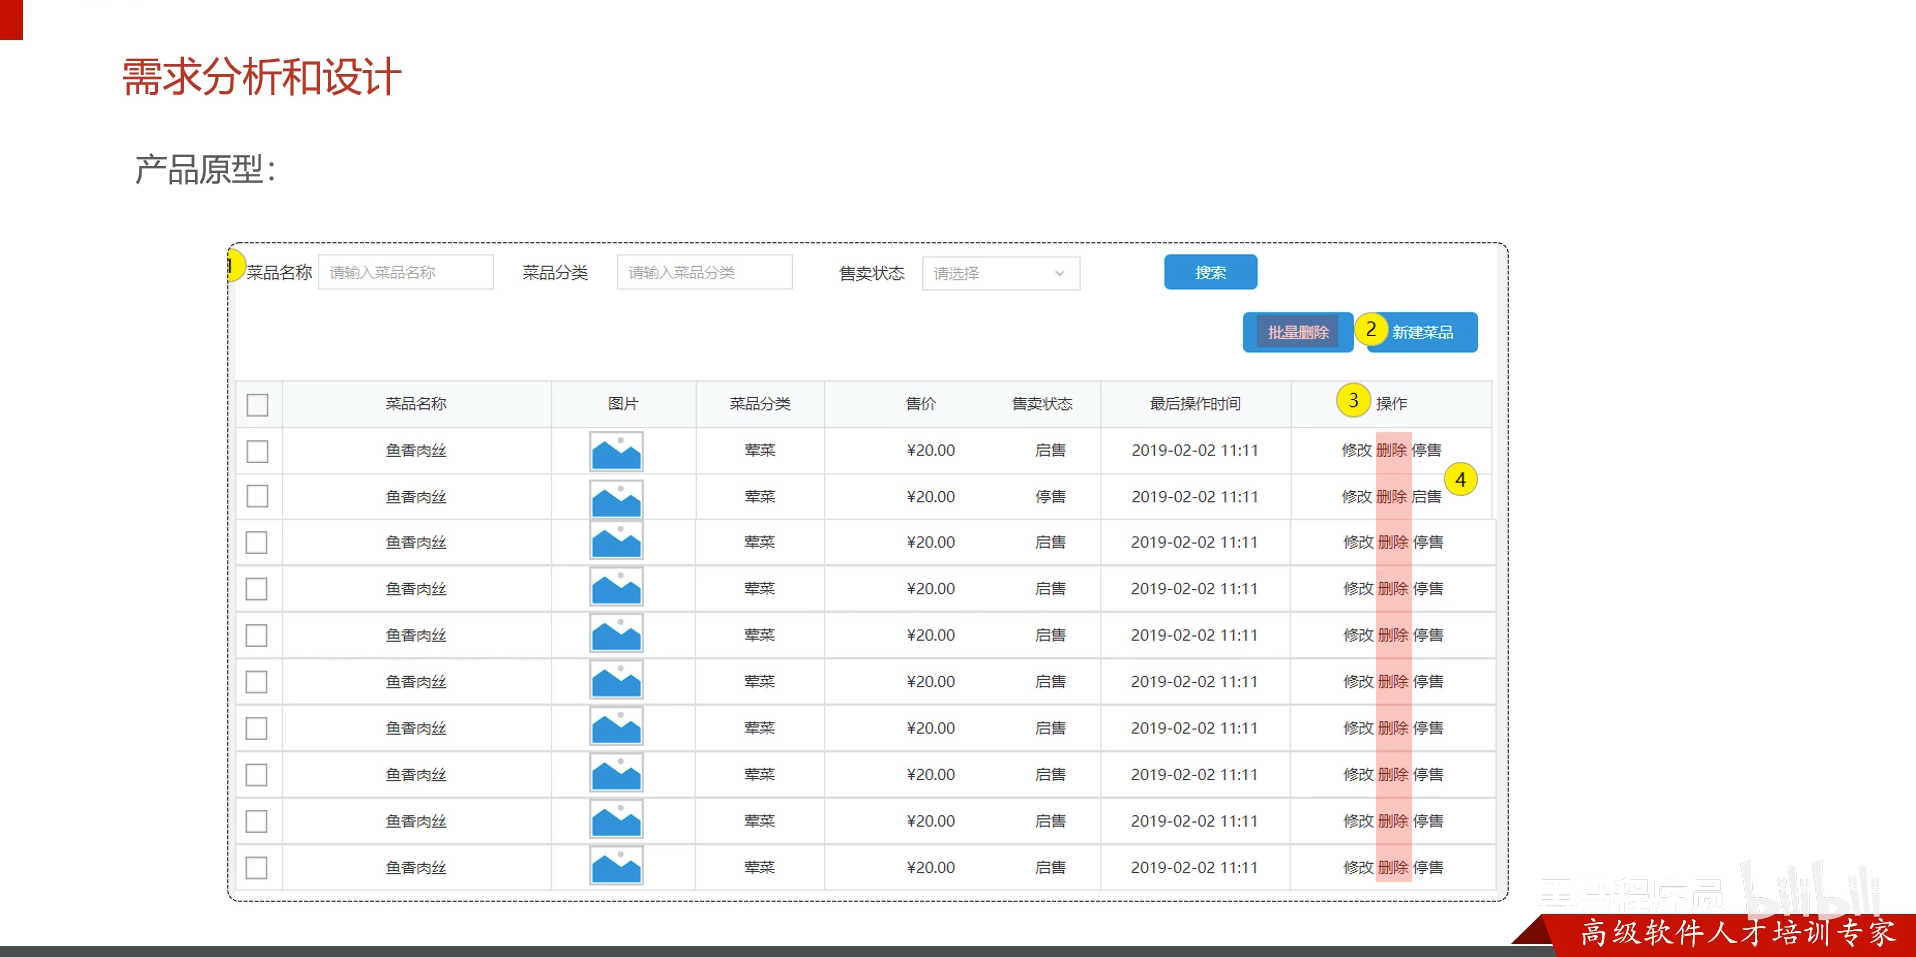 需求分析和设计
产品原型：
1 菜品名称 请输入菜品名称 菜品分类 请输入菜品分类 售卖状态 请选择 搜索
批量删除 2 新建菜品
菜品名称 图片 菜品分类 售价 售卖状态 最后操作时间 3 操作
鱼香肉丝 荤菜 ¥20.00 启售 2019-02-02 11:11 修改 删除 停售
4
鱼香肉丝 荤菜 ¥20.00 停售 2019-02-02 11:11 修改 删除 启售
鱼香肉丝 荤菜 ¥20.00 启售 2019-02-02 11:11 修改 删除 停售
鱼香肉丝 荤菜 ¥20.00 启售 2019-02-02 11:11 修改 删除 停售
鱼香肉丝 荤菜 ¥20.00 启售 2019-02-02 11:11 修改 删除 停售
鱼香肉丝 荤菜 ¥20.00 启售 2019-02-02 11:11 修改 删除 停售
鱼香肉丝 荤菜 ¥20.00 启售 2019-02-02 11:11 修改 删除 停售
鱼香肉丝 荤菜 ¥20.00 启售 2019-02-02 11:11 修改 删除 停售
鱼香肉丝 荤菜 ¥20.00 启售 2019-02-02 11:11 修改 删除 停售
鱼香肉丝 荤菜 ¥20.00 启售 2019-02-02 11:11 修改 删除 停售
黑马程序员 bilibili
高级软件人才培训专家